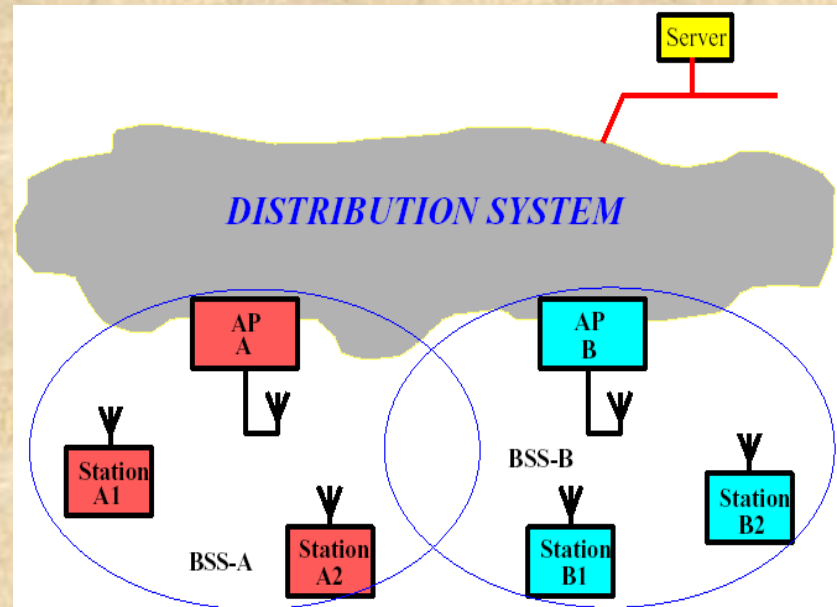 Server
DISTRIBUTION SYSTEM
AP
A
AP
B
Station
A1
BSS-B
Station
B2
BSS-A
Station
A2
Station
B1